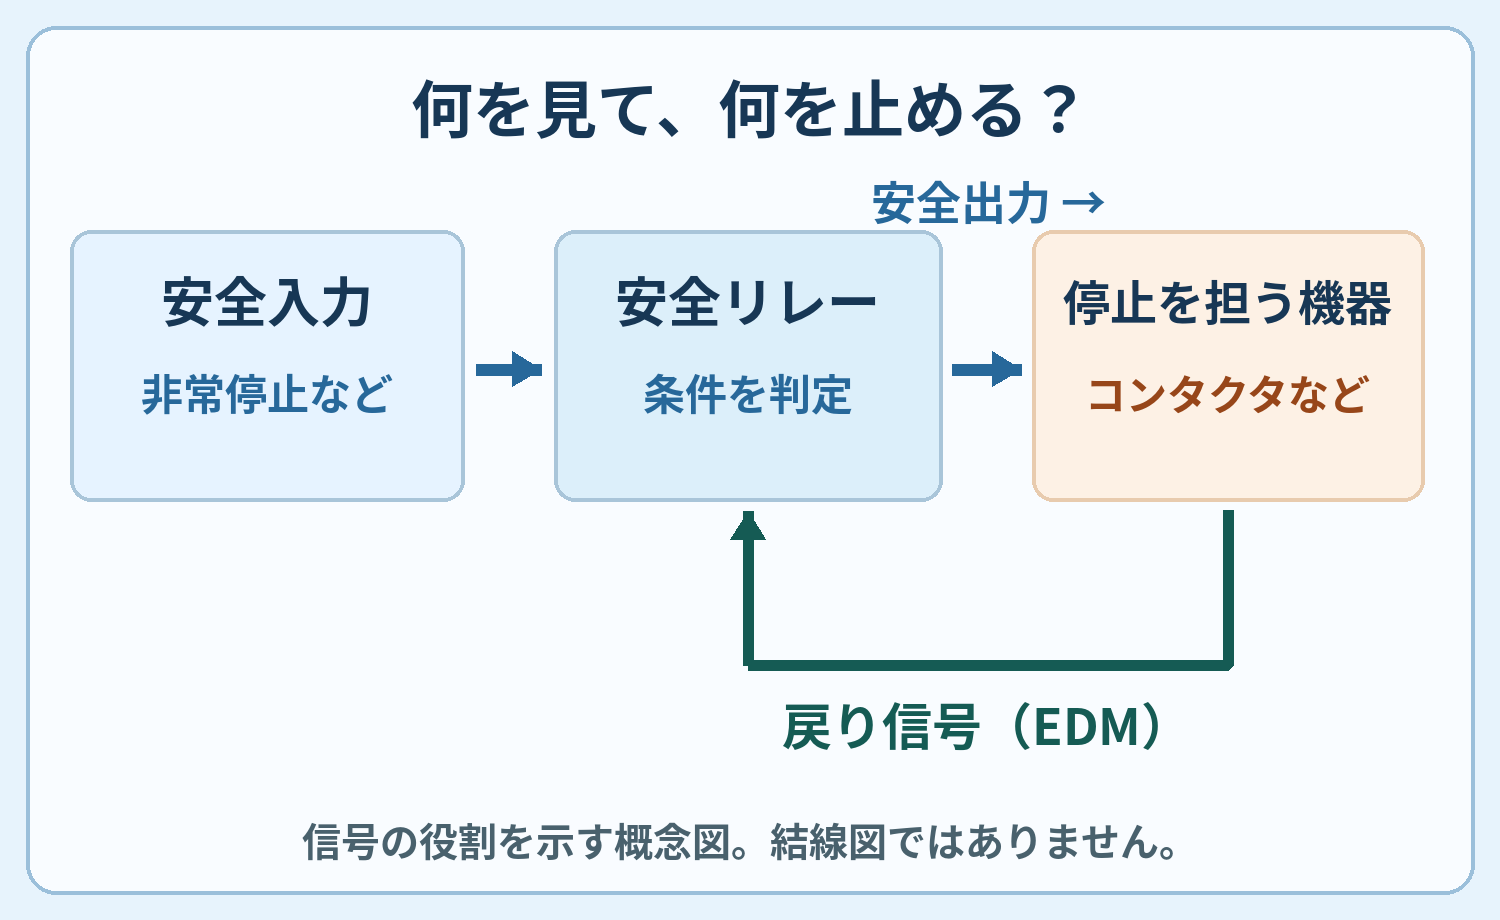 何を見て、何を止める？
安全出力 →
安全入力
非常停止など
安全リレー
条件を判定
停止を担う機器
コンタクタなど
戻り信号（EDM）
信号の役割を示す概念図。結線図ではありません。